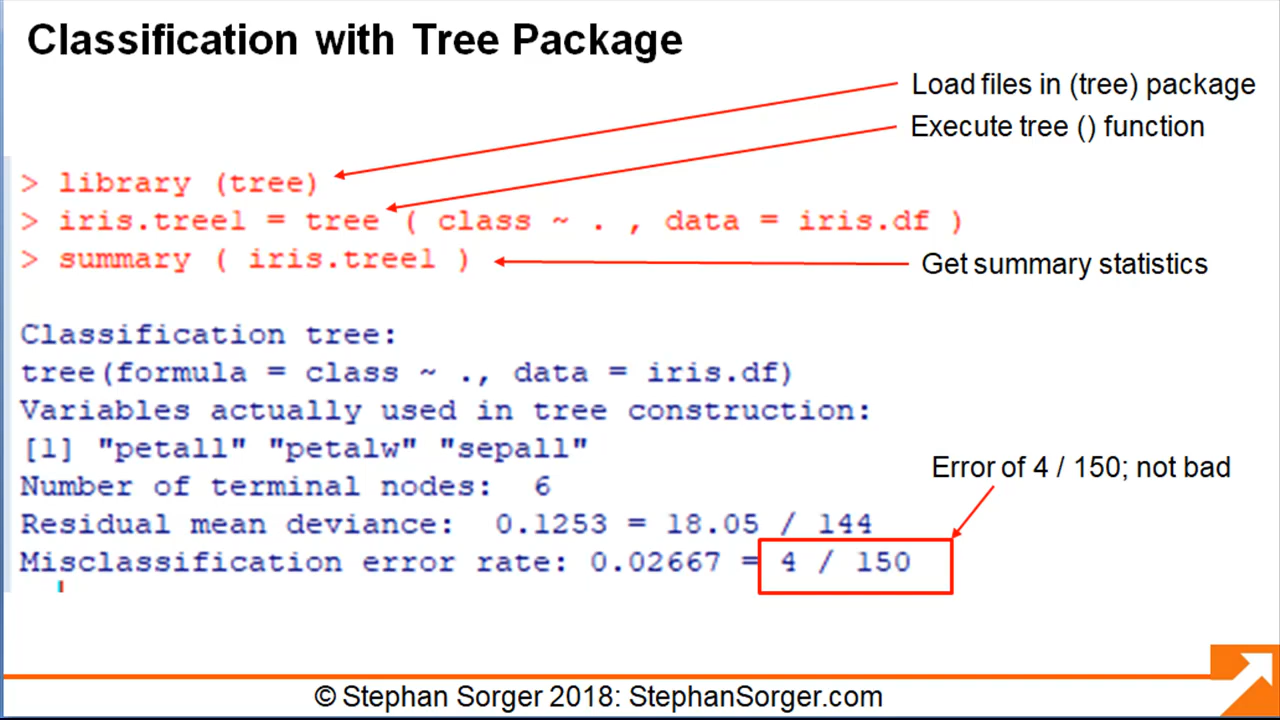 Classification with Tree Package
Load files in (tree) package
Execute tree () function
> library (tree)
> iris.tree1 = tree ( class ~ . , data = iris.df )
> summary ( iris.tree1 )
Get summary statistics
Classification tree:
tree(formula = class ~ ., data = iris.df)
Variables actually used in tree construction:
[1] "petall" "petalw" "sepall"
Number of terminal nodes:  6
Error of 4 / 150; not bad
Residual mean deviance:  0.1253 = 18.05 / 144
Misclassification error rate: 0.02667 = 4 / 150
© Stephan Sorger 2018: StephanSorger.com